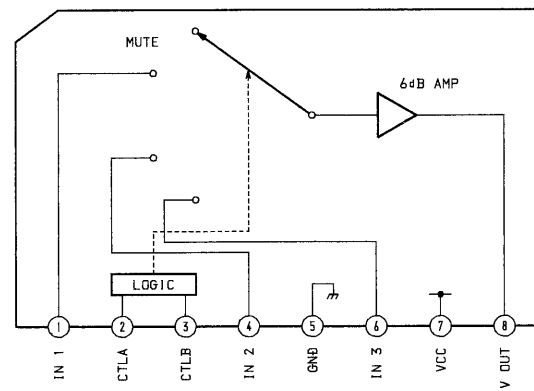 MUTE
6dB AMP
LOGIC
1
2
3
4
5
6
7
8
IN 1
CTLA
CTLB
IN 2
GND
IN 3
VCC
V OUT